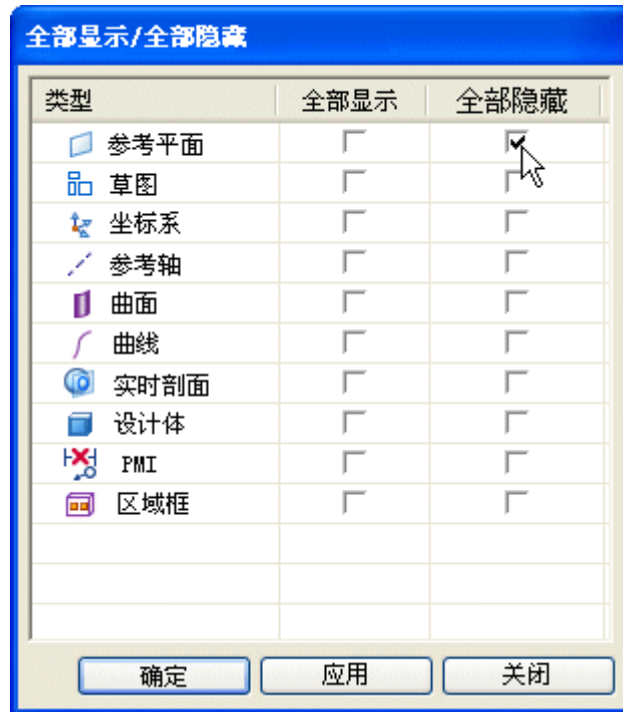 全部显示/全部隐藏
类型 全部显示 全部隐藏
参考平面
草图
坐标系
参考轴
曲面
曲线
实时剖面
设计体
PMI
区域框
确定 应用 关闭